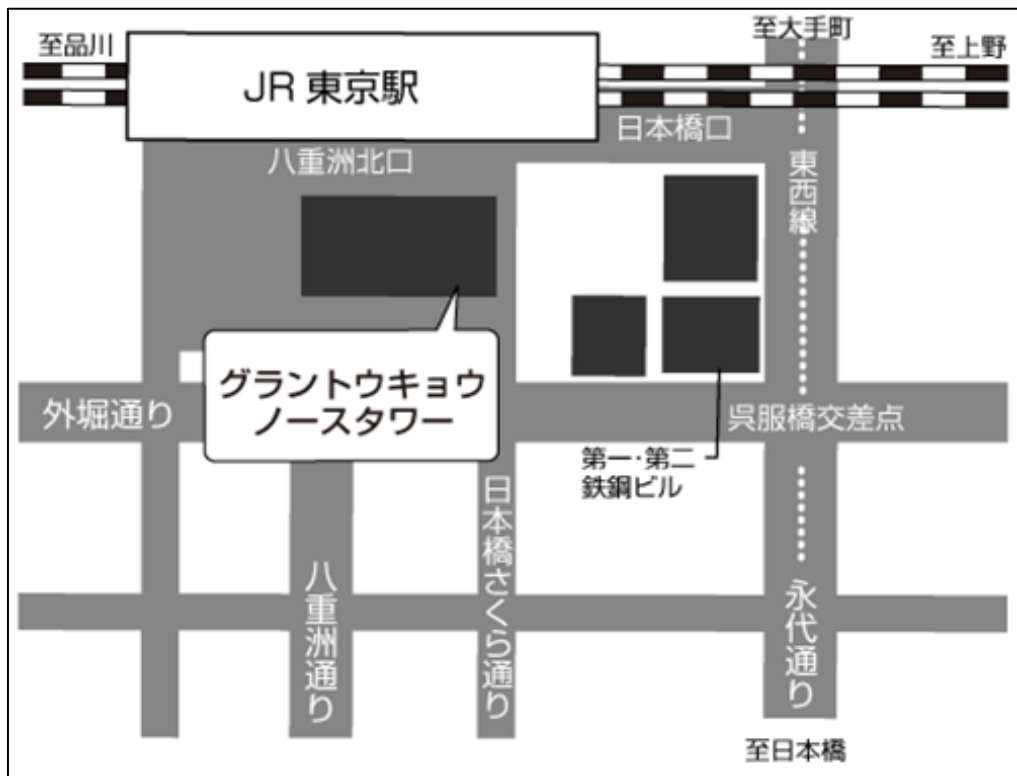 至大手町
至品川
至上野
JR 東京駅
日本橋口
八重洲北口
東西線
グラントウキョウ
ノースタワー
外堀通り
呉服橋交差点
第一・第二
鉄鋼ビル
日本橋さくら通り
八重洲通り
永代通り
至日本橋